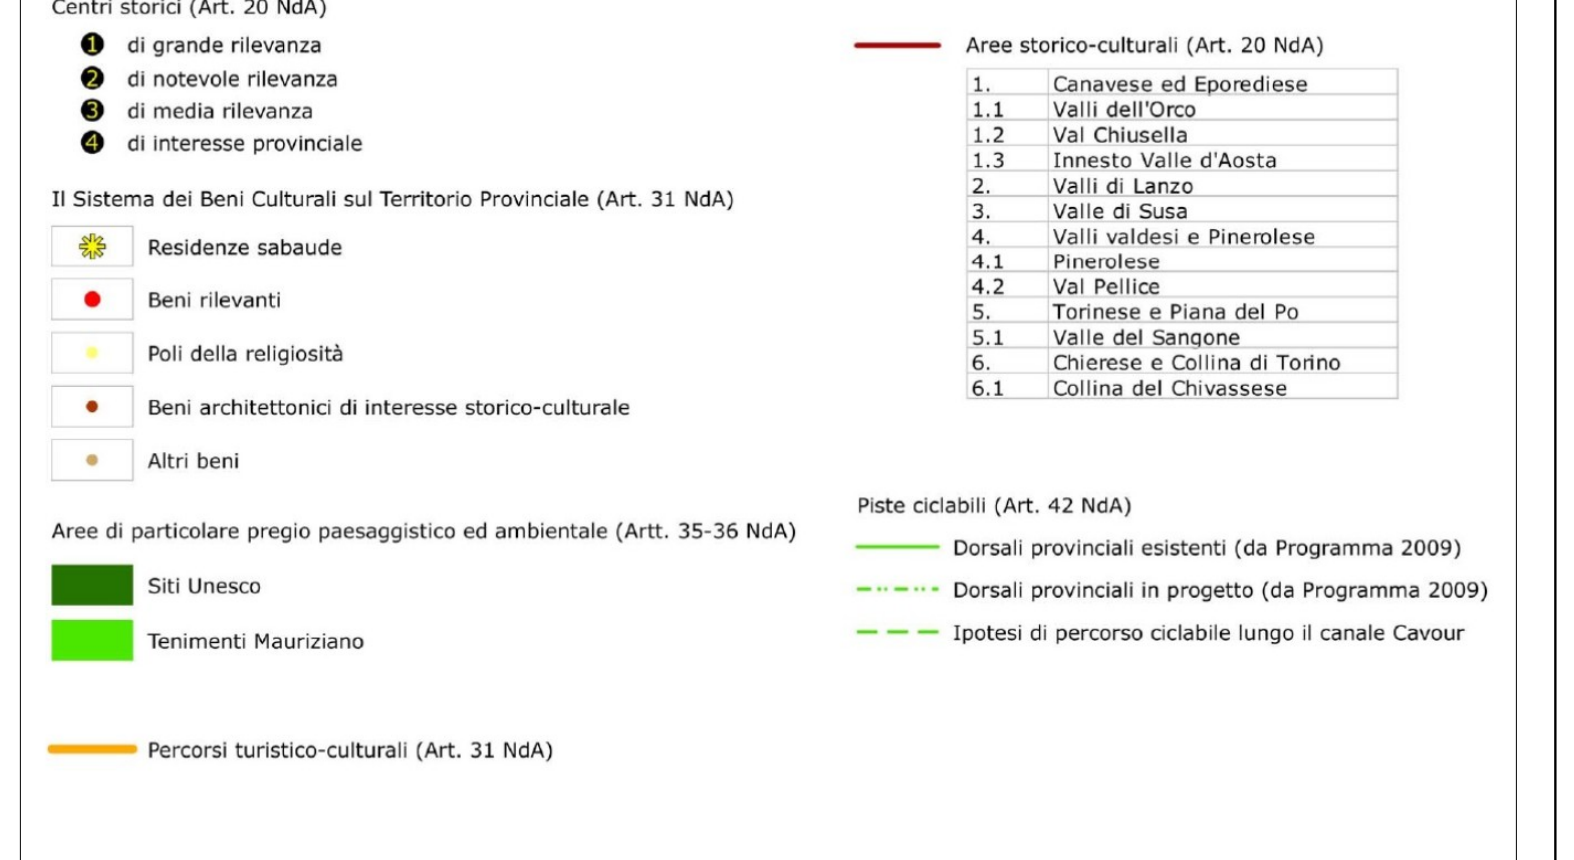 Centri storici (Art. 20 NdA)
1 di grande rilevanza
2 di notevole rilevanza
3 di media rilevanza
4 di interesse provinciale
Il Sistema dei Beni Culturali sul Territorio Provinciale (Art. 31 NdA)
Residenze sabaude
Beni rilevanti
Poli della religiosità
Beni architettonici di interesse storico-culturale
Altri beni
Aree di particolare pregio paesaggistico ed ambientale (Artt. 35-36 NdA)
Siti Unesco
Tenimenti Mauriziano
Percorsi turistico-culturali (Art. 31 NdA)
Aree storico-culturali (Art. 20 NdA)
1. Canavese ed Eporediese
1.1 Valli dell'Orco
1.2 Val Chiusella
1.3 Innesto Valle d'Aosta
2. Valli di Lanzo
3. Valle di Susa
4. Valli valdesi e Pinerolese
4.1 Pinerolese
4.2 Val Pellice
5. Torinese e Piana del Po
5.1 Valle del Sangone
6. Chierese e Collina di Torino
6.1 Collina del Chivassese
Piste ciclabili (Art. 42 NdA)
Dorsali provinciali esistenti (da Programma 2009)
Dorsali provinciali in progetto (da Programma 2009)
Ipotesi di percorso ciclabile lungo il canale Cavour